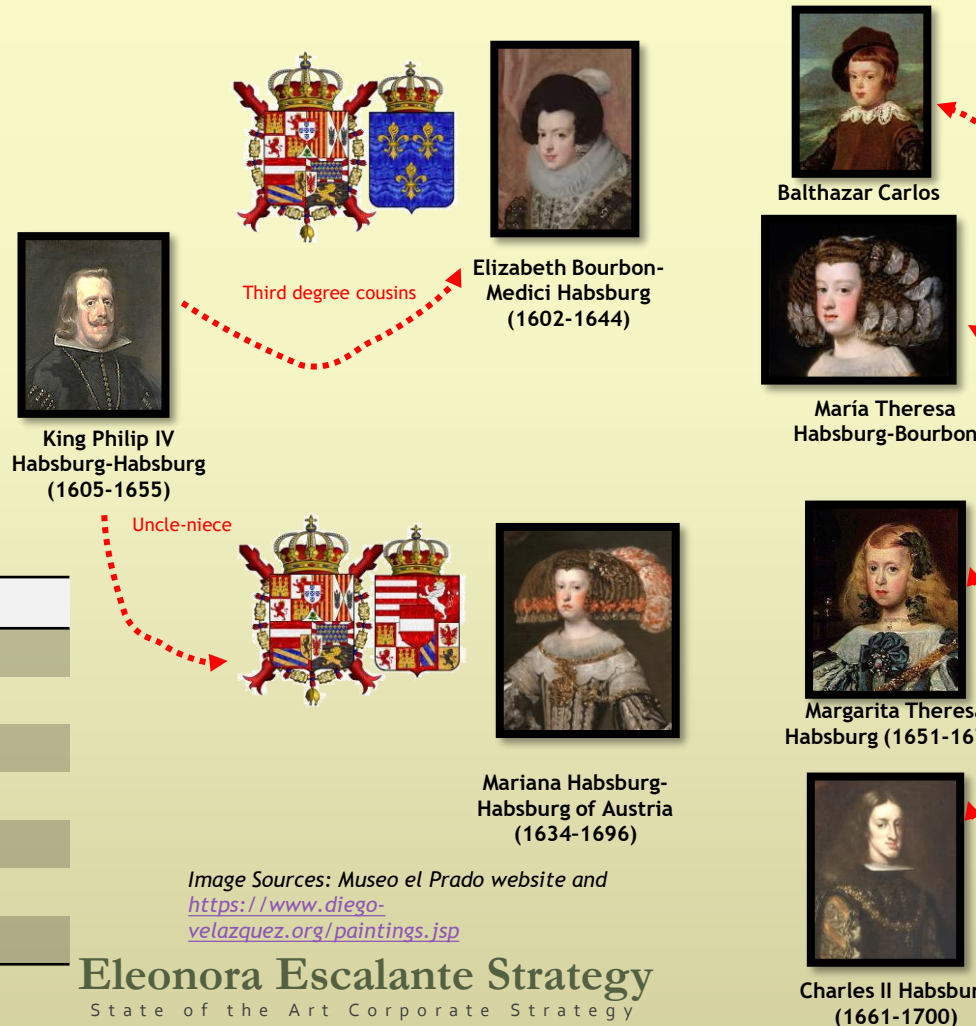 Balthazar Carlos
Elizabeth Bourbon-
Medici Habsburg
(1602-1644)
Third degree cousins
María Theresa
Habsburg-Bourbon
King Philip IV
Habsburg-Habsburg
(1605-1655)
Uncle-niece
Margarita Theres
Habsburg (1651-16
Mariana Habsburg-
Habsburg of Austria
(1634-1696)
Image Sources: Museo el Prado website and
https://www.diego-
velazquez.org/paintings.jsp
Eleonora Escalante Strategy
State of the Art Corporate Strategy
Charles II Habsbur
(1661-1700)